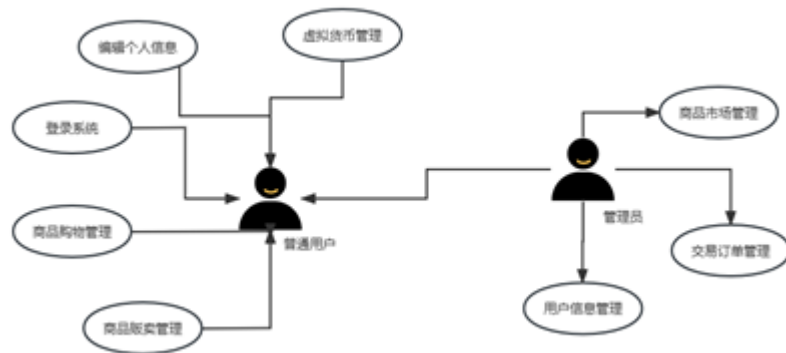 虚拟货币管理
编辑个人信息
商品市场管理
登录系统
管理员
商品购物管理
普通用户
交易订单管理
用户信息管理
商品贩卖管理